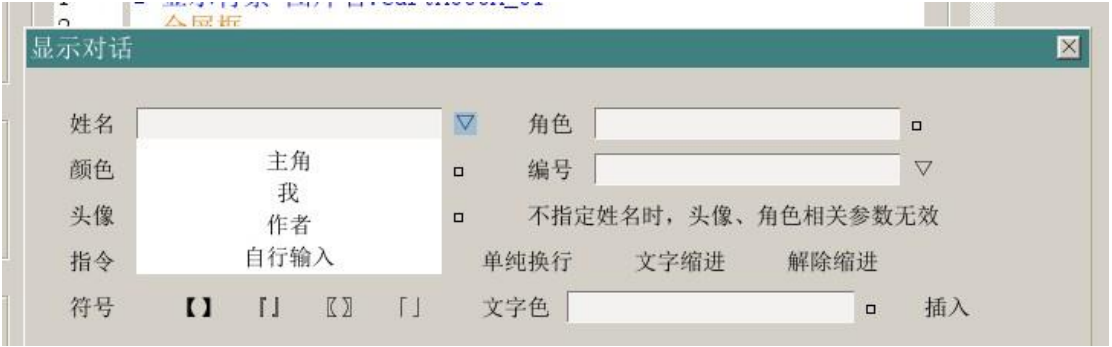 显示对话
姓名 角色
主角
颜色 编号
我
头像 作者 不指定姓名时，头像、角色相关参数无效
指令 自行输入 单纯换行 文字缩进 解除缩进
符号 【】 『』 〖〗 「」 文字色 插入